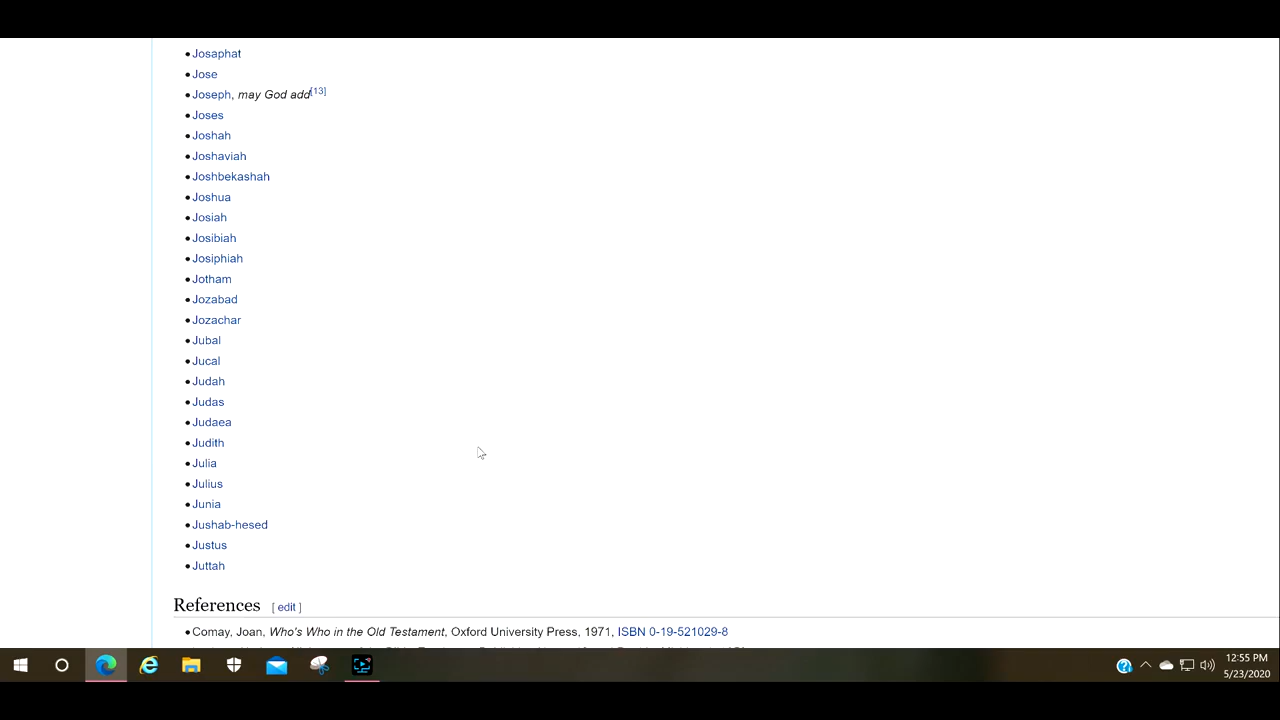 • Josaphat
• Jose
• Joseph, may God add[13]
• Joses
• Joshah
• Joshaviah
• Joshbekashah
• Joshua
• Josiah
• Josibiah
• Josiphiah
• Jotham
• Jozabad
• Jozachar
• Jubal
• Jucal
• Judah
• Judas
• Judaea
• Judith
• Julia
• Julius
• Junia
• Jushab-hesed
• Justus
• Juttah
References [ edit ]
• Comay, Joan, Who's Who in the Old Testament, Oxford University Press, 1971, ISBN 0-19-521029-8
12:55 PM
5/23/2020